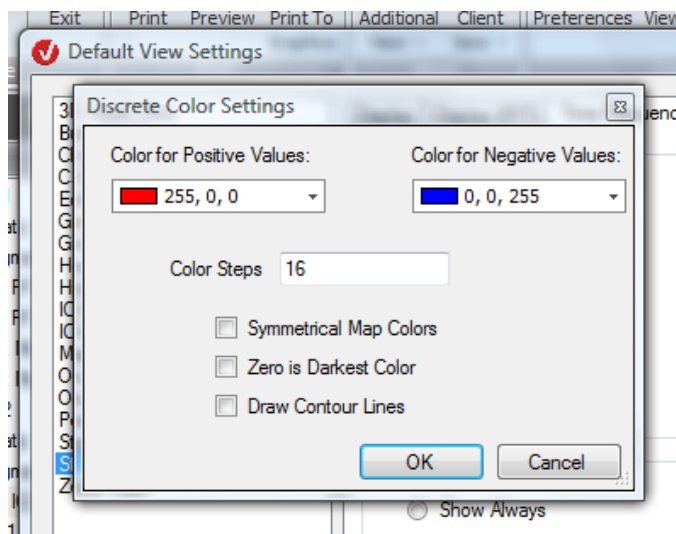 Exit Print Preview Print To Additional Client Preferences View
Default View Settings
Discrete Color Settings
Color for Positive Values: Color for Negative Values:
255, 0, 0 0, 0, 255
Color Steps 16
Symmetrical Map Colors
Zero is Darkest Color
Draw Contour Lines
OK Cancel
Show Always